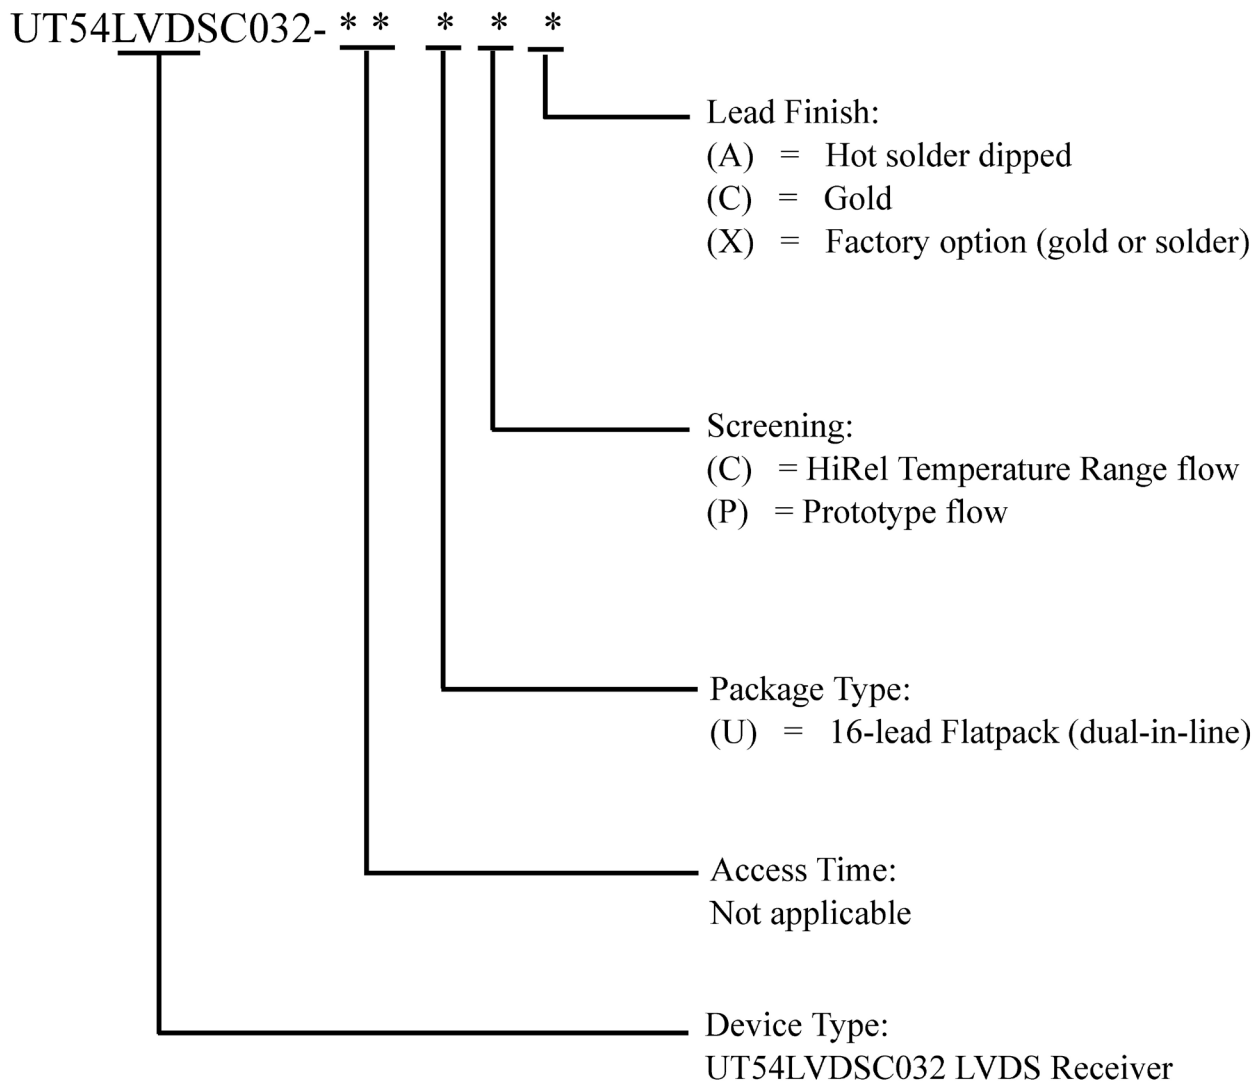 UT54LVDSC032- * * * * *
Lead Finish:
(A) = Hot solder dipped
(C) = Gold
(X) = Factory option (gold or solder)
Screening:
(C) = HiRel Temperature Range flow
(P) = Prototype flow
Package Type:
(U) = 16-lead Flatpack (dual-in-line)
Access Time:
Not applicable
Device Type:
UT54LVDSC032 LVDS Receiver